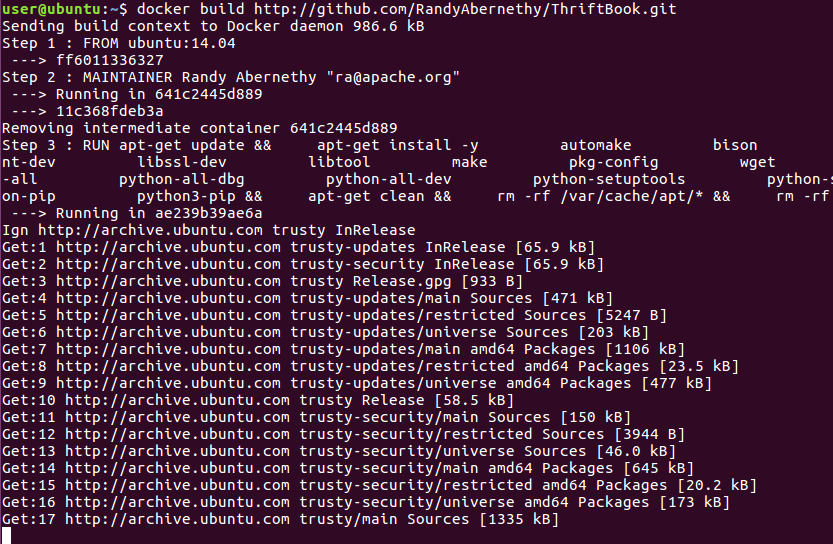 user@ubuntu:~$ docker build http://github.com/RandyAbernethy/ThriftBook.git
Sending build context to Docker daemon 986.6 kB
Step 1 : FROM ubuntu:14.04
 ---> ff6011336327
Step 2 : MAINTAINER Randy Abernethy "ra@apache.org"
 ---> Running in 641c2445d889
 ---> 11c368fdeb3a
Removing intermediate container 641c2445d889
Step 3 : RUN apt-get update &&     apt-get install -y         automake         bison
nt-dev         libssl-dev         libtool         make         pkg-config         wget
-all         python-all-dbg         python-all-dev         python-setuptools         python-s
on-pip         python3-pip &&     apt-get clean &&     rm -rf /var/cache/apt/* &&     rm -rf
 ---> Running in ae239b39ae6a
Ign http://archive.ubuntu.com trusty InRelease
Get:1 http://archive.ubuntu.com trusty-updates InRelease [65.9 kB]
Get:2 http://archive.ubuntu.com trusty-security InRelease [65.9 kB]
Get:3 http://archive.ubuntu.com trusty Release.gpg [933 B]
Get:4 http://archive.ubuntu.com trusty-updates/main Sources [471 kB]
Get:5 http://archive.ubuntu.com trusty-updates/restricted Sources [5247 B]
Get:6 http://archive.ubuntu.com trusty-updates/universe Sources [203 kB]
Get:7 http://archive.ubuntu.com trusty-updates/main amd64 Packages [1106 kB]
Get:8 http://archive.ubuntu.com trusty-updates/restricted amd64 Packages [23.5 kB]
Get:9 http://archive.ubuntu.com trusty-updates/universe amd64 Packages [477 kB]
Get:10 http://archive.ubuntu.com trusty Release [58.5 kB]
Get:11 http://archive.ubuntu.com trusty-security/main Sources [150 kB]
Get:12 http://archive.ubuntu.com trusty-security/restricted Sources [3944 B]
Get:13 http://archive.ubuntu.com trusty-security/universe Sources [46.0 kB]
Get:14 http://archive.ubuntu.com trusty-security/main amd64 Packages [645 kB]
Get:15 http://archive.ubuntu.com trusty-security/restricted amd64 Packages [20.2 kB]
Get:16 http://archive.ubuntu.com trusty-security/universe amd64 Packages [173 kB]
Get:17 http://archive.ubuntu.com trusty/main Sources [1335 kB]